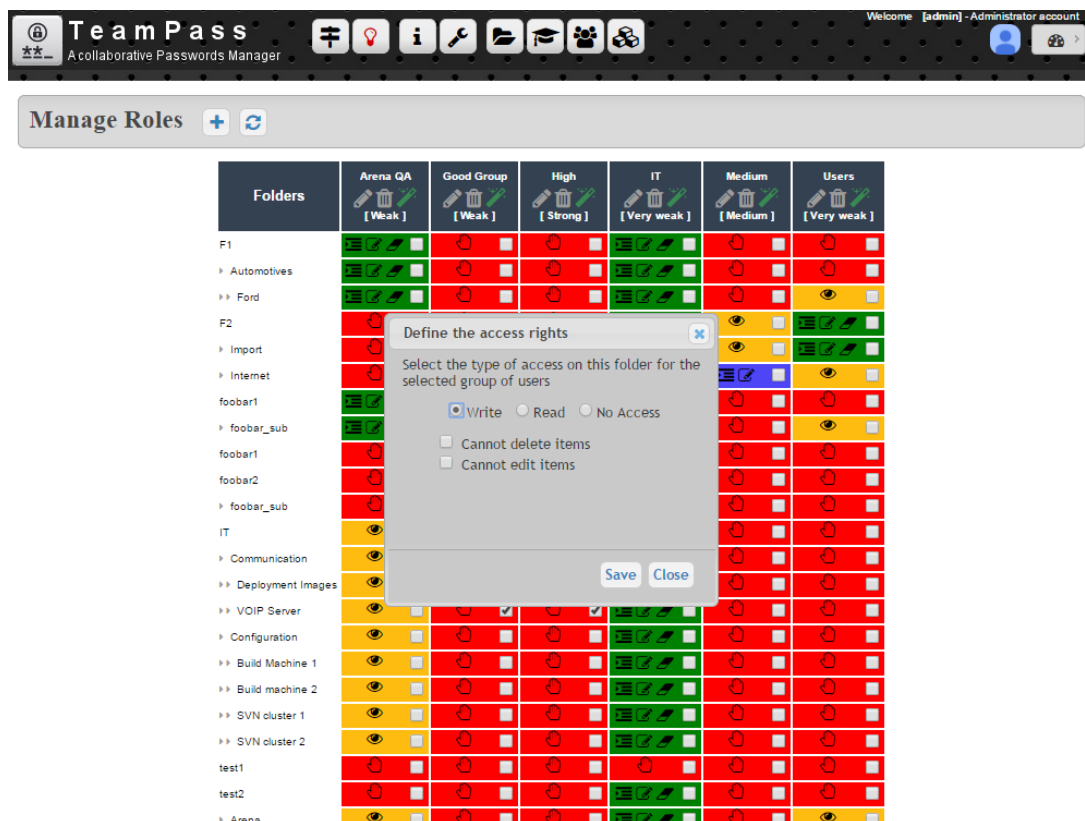 Welcome [admin] - Administrator account
TeamPass
A collaborative Passwords Manager
Manage Roles
Folders
Arena QA
[ Weak ]
Good Group
[ Weak ]
High
[ Strong ]
IT
[ Very weak ]
Medium
[ Medium ]
Users
[ Very weak ]
F1
Automotives
Ford
F2
Import
Internet
foobar1
foobar_sub
foobar1
foobar2
foobar_sub
IT
Communication
Deployment Images
VOIP Server
Configuration
Build Machine 1
Build machine 2
SVN cluster 1
SVN cluster 2
test1
test2
Arena
Define the access rights
Select the type of access on this folder for the
selected group of users
Write Read No Access
Cannot delete items
Cannot edit items
Save Close